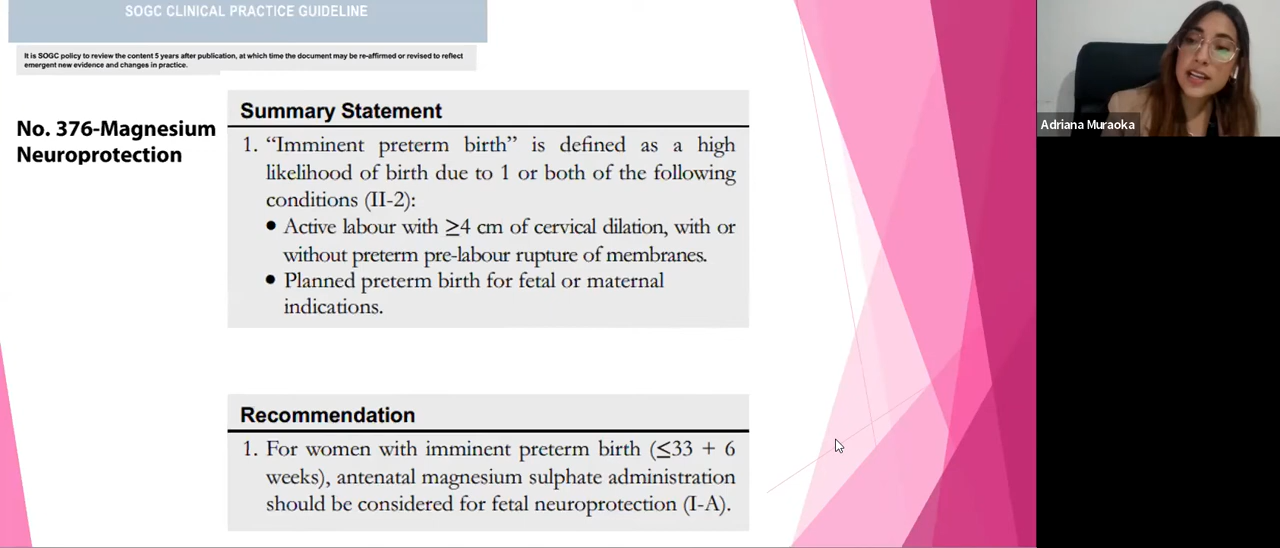 SOGC CLINICAL PRACTICE GUIDELINE
It is SOGC policy to review the content 5 years after publication, at which time the document may be re-affirmed or revised to reflect
emergent new evidence and changes in practice.
No. 376-Magnesium
Neuroprotection
Summary Statement
1. “Imminent preterm birth” is defined as a high
likelihood of birth due to 1 or both of the following
conditions (II-2):
• Active labour with ≥4 cm of cervical dilation, with or
without preterm pre-labour rupture of membranes.
• Planned preterm birth for fetal or maternal
indications.
Recommendation
1. For women with imminent preterm birth (≤33 + 6
weeks), antenatal magnesium sulphate administration
should be considered for fetal neuroprotection (I-A).
Adriana Muraoka